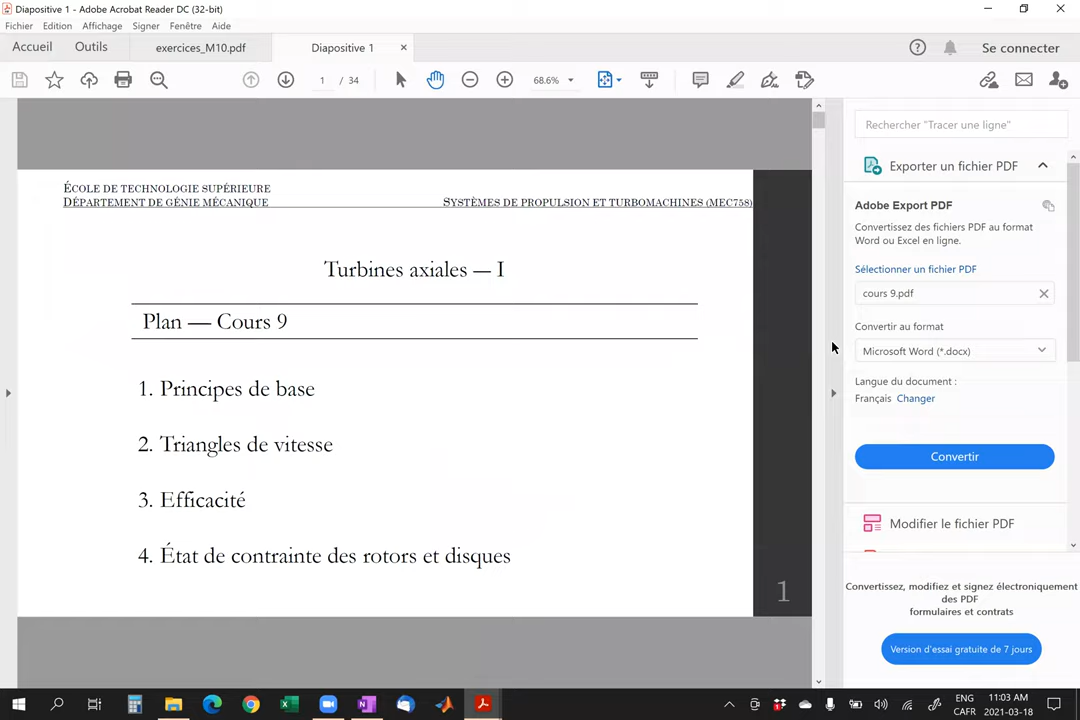 Diapositive 1 - Adobe Acrobat Reader DC (32-bit)
Fichier Edition Affichage Signer Fenêtre Aide
Accueil Outils exercices_M10.pdf Diapositive 1 × Se connecter
1 / 34 68.6%
Rechercher "Tracer une ligne"
Exporter un fichier PDF
Adobe Export PDF
Convertissez des fichiers PDF au format
Word ou Excel en ligne.
Sélectionner un fichier PDF
cours 9.pdf
Convertir au format
Microsoft Word (*.docx)
Langue du document :
Français Changer
Convertir
Modifier le fichier PDF
Convertissez, modifiez et signez électroniquement
des PDF
formulaires et contrats
Version d'essai gratuite de 7 jours
ÉCOLE DE TECHNOLOGIE SUPÉRIEURE
DÉPARTEMENT DE GÉNIE MÉCANIQUE SYSTÈMES DE PROPULSION ET TURBOMACHINES (MEC758)
Turbines axiales — I
Plan — Cours 9
1. Principes de base
2. Triangles de vitesse
3. Efficacité
4. État de contrainte des rotors et disques
1
ENG
CAFR
11:03 AM
2021-03-18